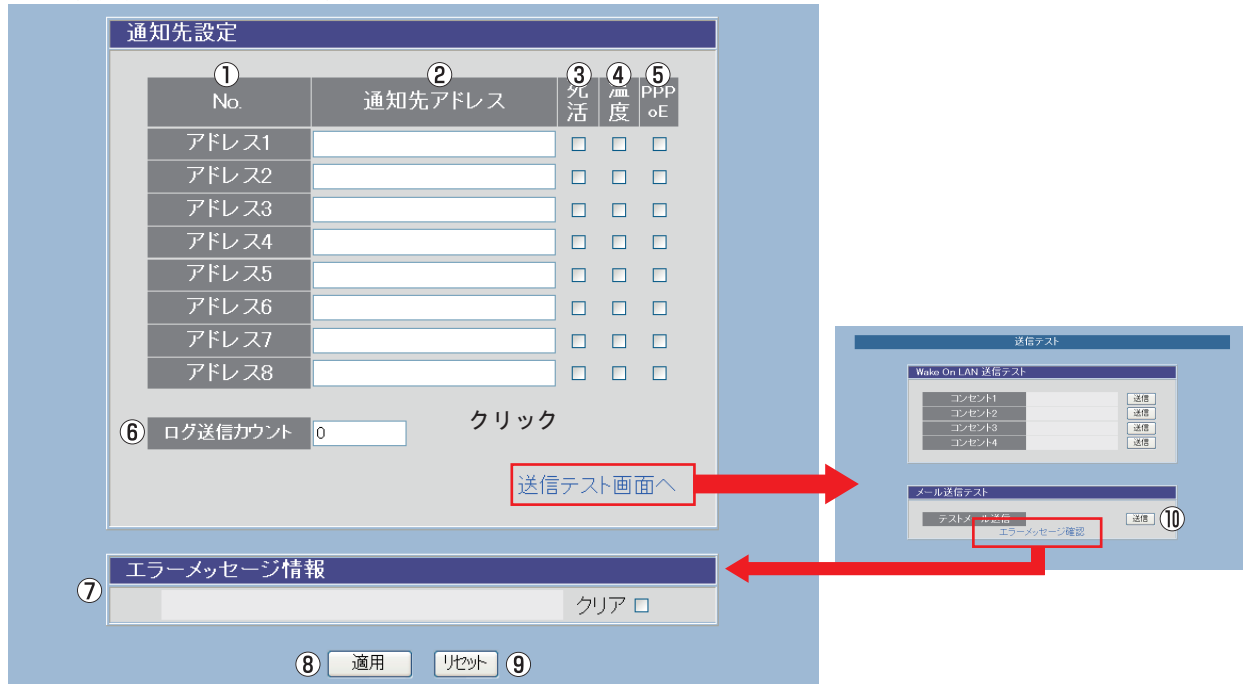 通知先設定
① ② ③ ④ ⑤
No. 通知先アドレス 死活 温度 PPPoE
アドレス1
アドレス2
アドレス3
アドレス4
アドレス5
アドレス6
アドレス7
アドレス8
⑥ ログ送信カウント 0
クリック
送信テスト画面へ
エラーメッセージ情報
⑦ クリア
⑧ 適用 リセット ⑨
送信テスト
Wake On LAN 送信テスト
コンセント1 送信
コンセント2 送信
コンセント3 送信
コンセント4 送信
メール送信テスト
テストメール送信 送信 ⑩
エラーメッセージ確認